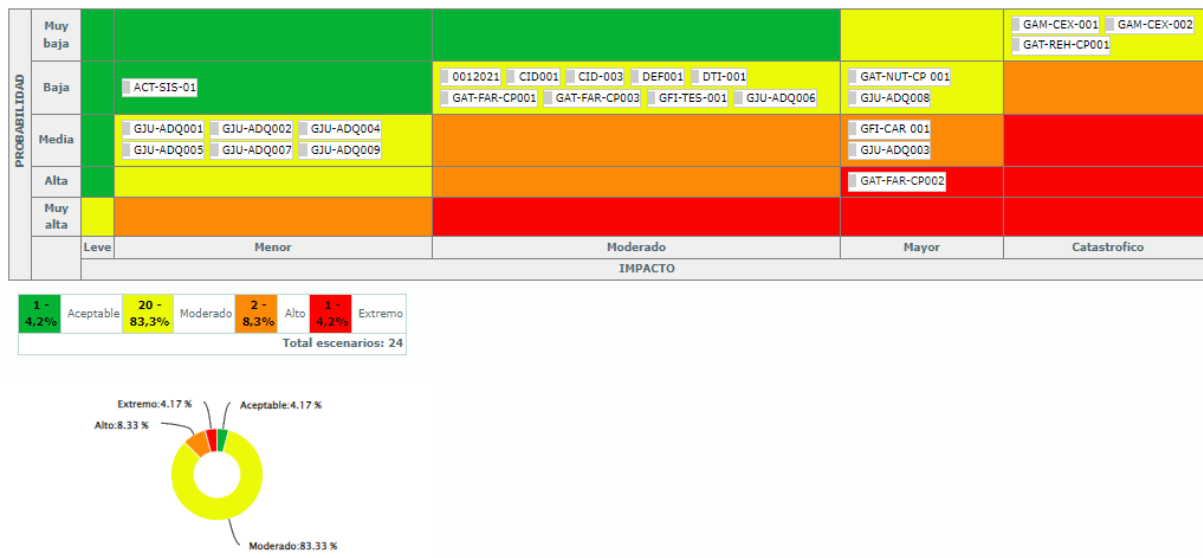 PROBABILIDAD
Muy baja
GAM-CEX-001 GAM-CEX-002
GAT-REH-CP001
Baja
ACT-SIS-01
0012021 CID001 CID-003 DEF001 DTI-001
GAT-FAR-CP001 GAT-FAR-CP003 GFI-TES-001 GJU-ADQ006
GAT-NUT-CP 001
GJU-ADQ008
Media
GJU-ADQ001 GJU-ADQ002 GJU-ADQ004
GJU-ADQ005 GJU-ADQ007 GJU-ADQ009
GFI-CAR 001
GJU-ADQ003
Alta
GAT-FAR-CP002
Muy alta
Leve Menor Moderado Mayor Catastrofico
IMPACTO
1 - 4,2% Aceptable 20 - 83,3% Moderado 2 - 8,3% Alto 1 - 4,2% Extremo
Total escenarios: 24
Extremo:4.17 % Aceptable:4.17 %
Alto:8.33 %
Moderado:83.33 %